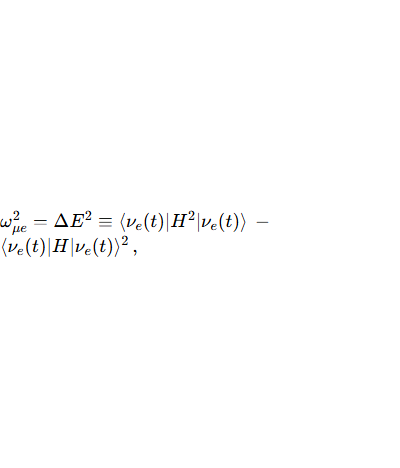 ω²_{μe} = ΔE² ≡ ⟨ν_e(t)|H²|ν_e(t)⟩ −
⟨ν_e(t)|H|ν_e(t)⟩² ,